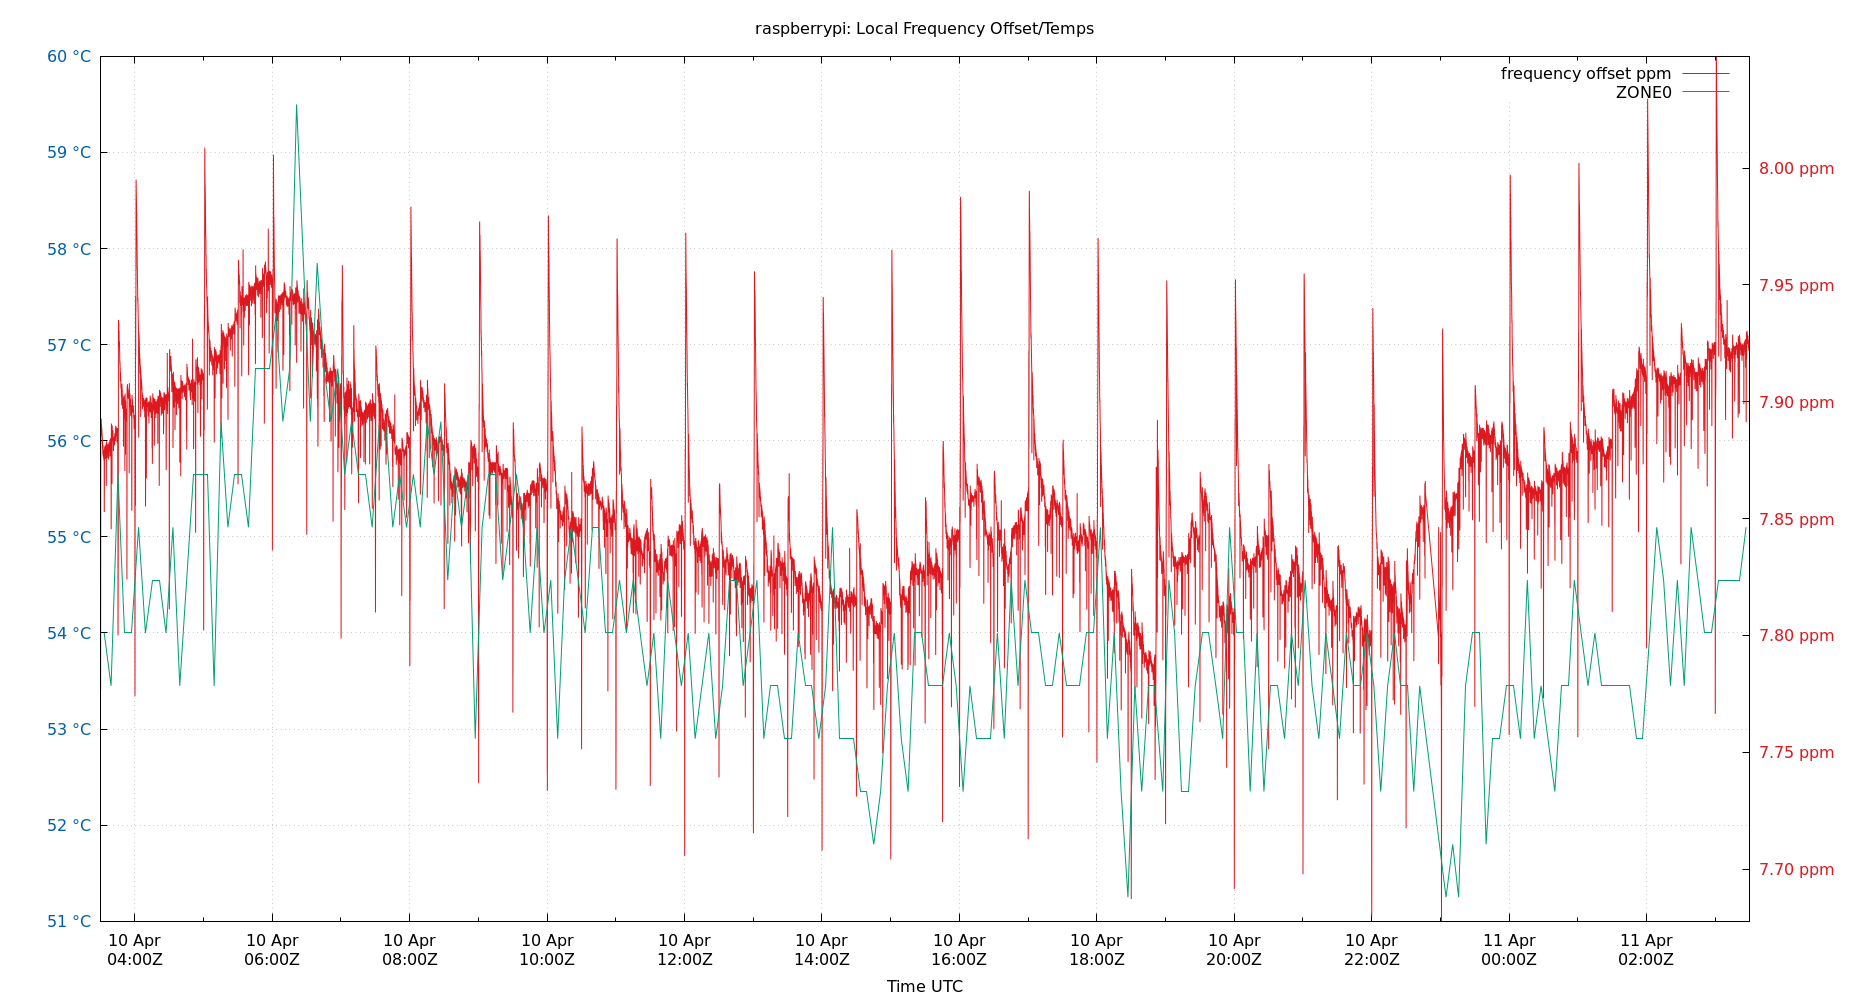 raspberrypi: Local Frequency Offset/Temps
frequency offset ppm
ZONE0
60 °C
59 °C
58 °C
57 °C
56 °C
55 °C
54 °C
53 °C
52 °C
51 °C
8.00 ppm
7.95 ppm
7.90 ppm
7.85 ppm
7.80 ppm
7.75 ppm
7.70 ppm
10 Apr 10 Apr 10 Apr 10 Apr 10 Apr 10 Apr 10 Apr 10 Apr 10 Apr 10 Apr 11 Apr 11 Apr
04:00Z 06:00Z 08:00Z 10:00Z 12:00Z 14:00Z 16:00Z 18:00Z 20:00Z 22:00Z 00:00Z 02:00Z
Time UTC